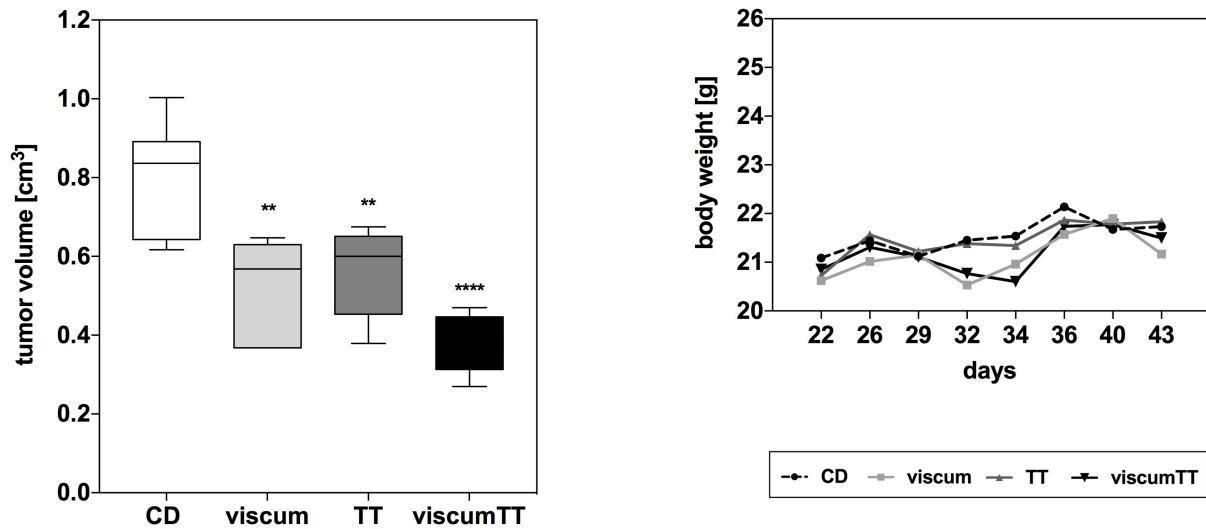 tumor volume [cm³]
1.2
1.0
0.8
0.6
0.4
0.2
0.0
**
**
****
CD viscum TT viscumTT
body weight [g]
26
25
24
23
22
21
20
22 26 29 32 34 36 40 43
days
CD viscum TT viscumTT